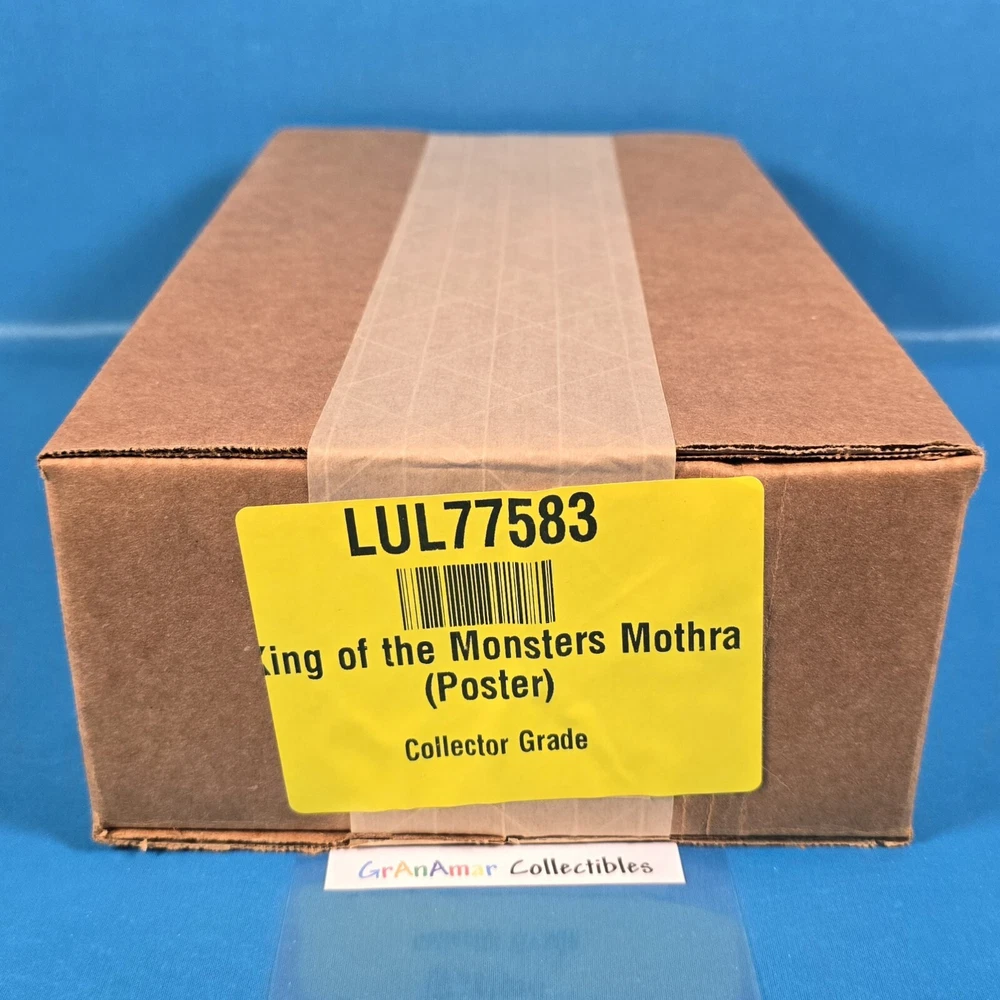 LUL77583
King of the Monsters Mothra
(Poster)
Collector Grade
GrAnAmar Collectibles